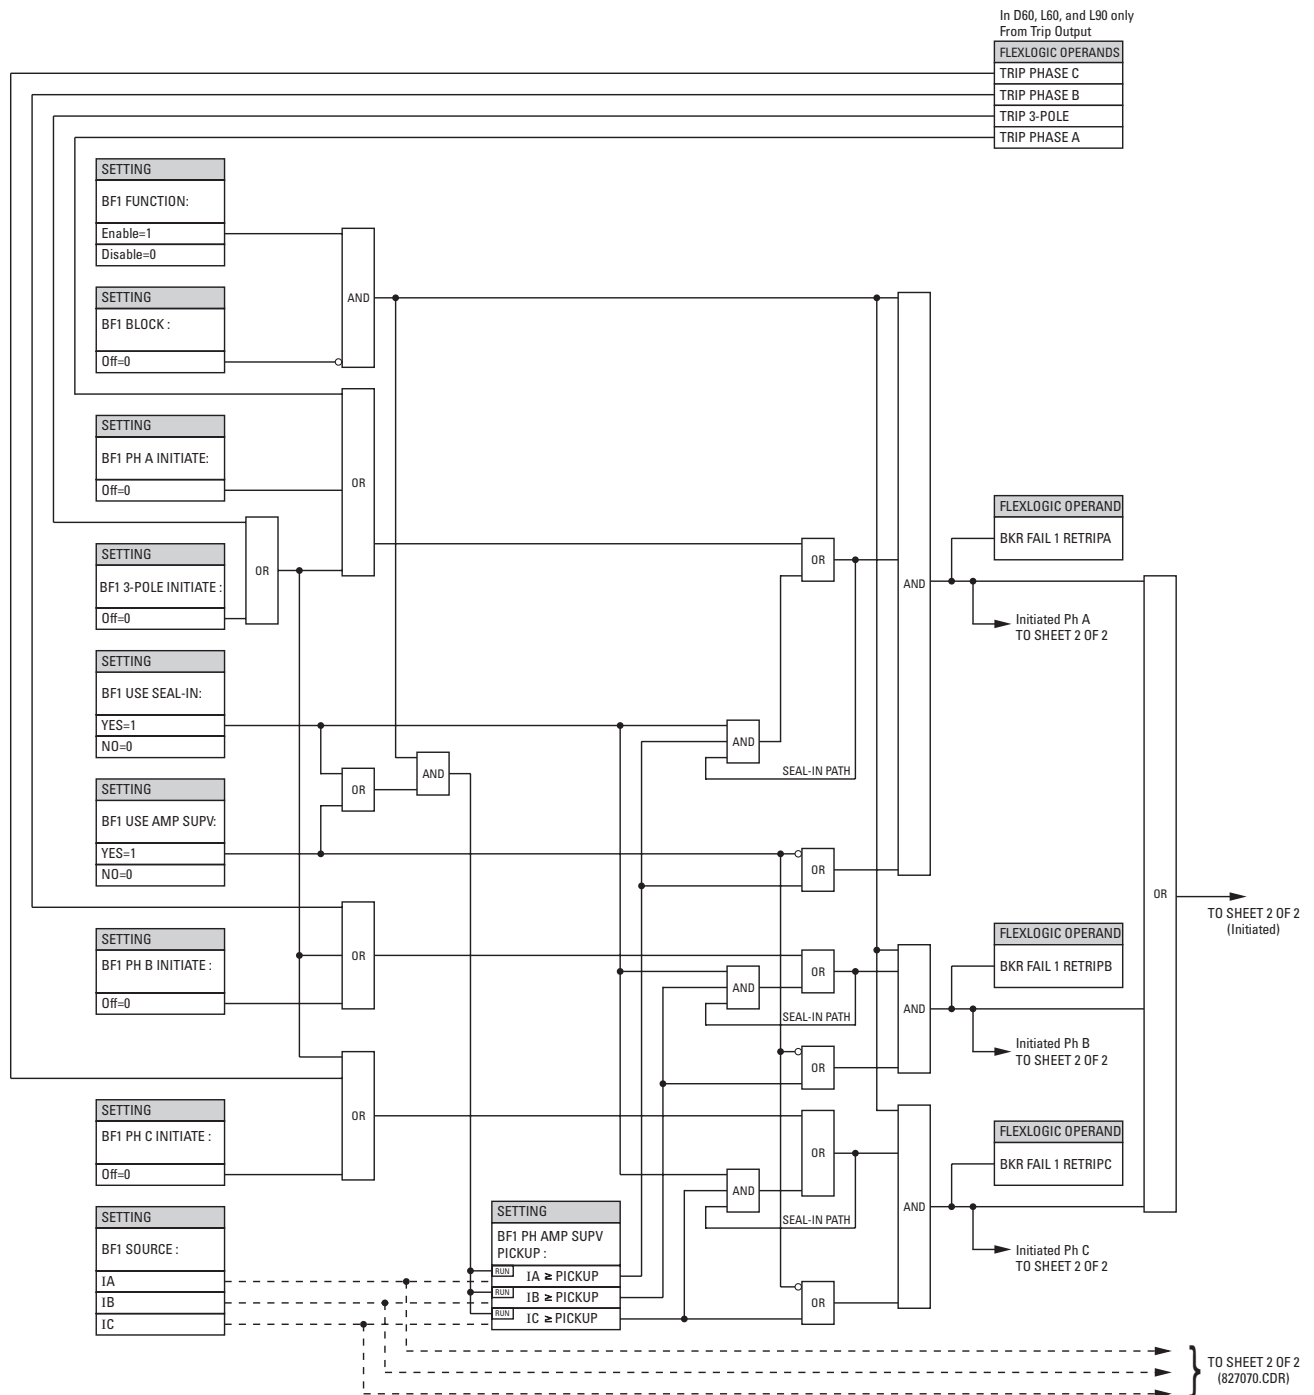 In D60, L60, and L90 only
From Trip Output
FLEXLOGIC OPERANDS
TRIP PHASE C
TRIP PHASE B
TRIP 3-POLE
TRIP PHASE A
SETTING
BF1 FUNCTION:
Enable=1
Disable=0
AND
SETTING
BF1 BLOCK :
Off=0
SETTING
BF1 PH A INITIATE:
Off=0
OR
SETTING
BF1 3-POLE INITIATE :
Off=0
OR
OR
AND
FLEXLOGIC OPERAND
BKR FAIL 1 RETRIPA
Initiated Ph A
TO SHEET 2 OF 2
SETTING
BF1 USE SEAL-IN:
YES=1
NO=0
AND
SEAL-IN PATH
OR
AND
SETTING
BF1 USE AMP SUPV:
YES=1
NO=0
OR
OR
TO SHEET 2 OF 2
(Initiated)
SETTING
BF1 PH B INITIATE :
Off=0
OR
OR
AND
SEAL-IN PATH
AND
FLEXLOGIC OPERAND
BKR FAIL 1 RETRIPB
Initiated Ph B
TO SHEET 2 OF 2
OR
SETTING
BF1 PH C INITIATE :
Off=0
OR
OR
AND
SEAL-IN PATH
AND
FLEXLOGIC OPERAND
BKR FAIL 1 RETRIPC
Initiated Ph C
TO SHEET 2 OF 2
SETTING
BF1 SOURCE :
IA
IB
IC
SETTING
BF1 PH AMP SUPV
PICKUP :
RUN IA ≥ PICKUP
RUN IB ≥ PICKUP
RUN IC ≥ PICKUP
OR
TO SHEET 2 OF 2
(827070.CDR)